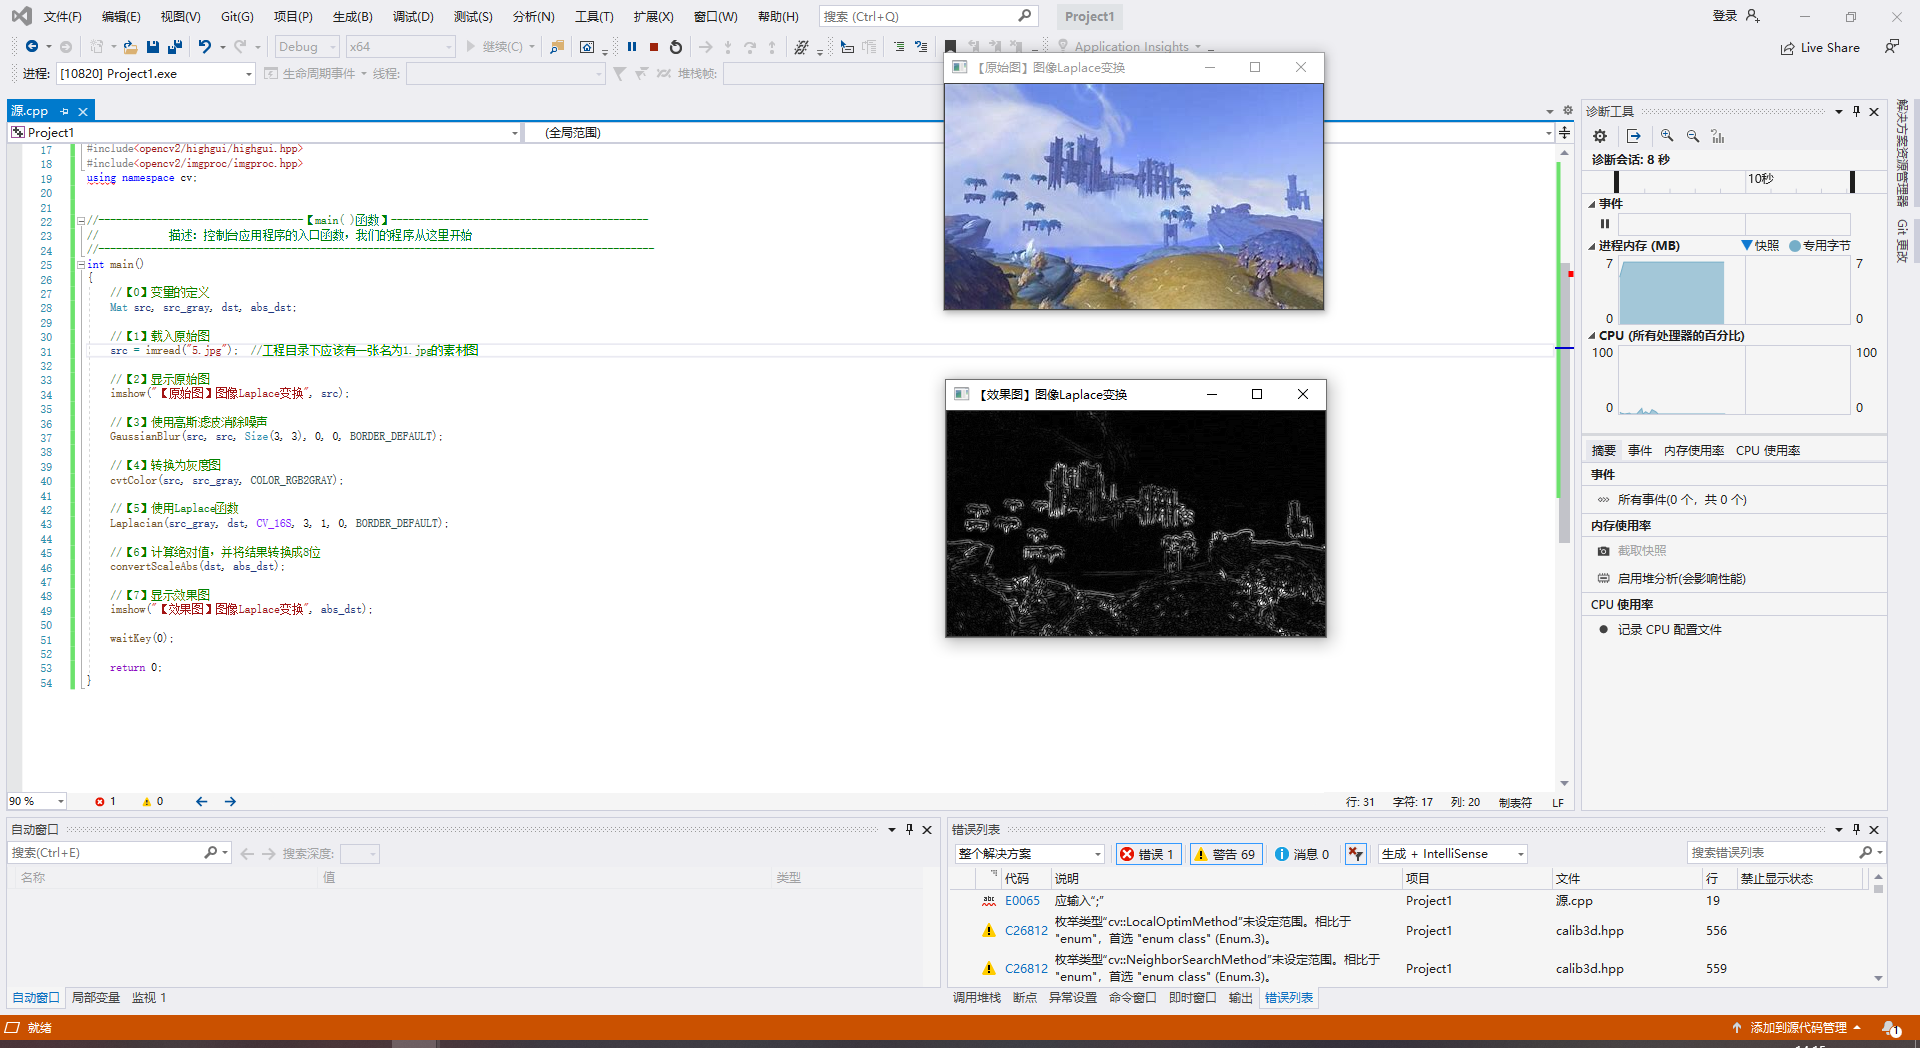 文件(F) 编辑(E) 视图(V) Git(G) 项目(P) 生成(B) 调试(D) 测试(S) 分析(N) 工具(T) 扩展(X) 窗口(W) 帮助(H) 搜索 (Ctrl+Q) Project1 登录
Debug x64 继续(C) Application Insights Live Share
进程: [10820] Project1.exe 生命周期事件 线程: 堆栈帧:
源.cpp
Project1 (全局范围)
17 #include<opencv2/highgui/highgui.hpp>
18 #include<opencv2/imgproc/imgproc.hpp>
19 using namespace cv;
20
21
22 //-----------------------------------【main( )函数】--------------------------------------------
23 // 描述：控制台应用程序的入口函数，我们的程序从这里开始
24 //-----------------------------------------------------------------------------------------------
25 int main()
26 {
27 //【0】变量的定义
28 Mat src, src_gray, dst, abs_dst;
29
30 //【1】载入原始图
31 src = imread("5.jpg"); //工程目录下应该有一张名为1.jpg的素材图
32
33 //【2】显示原始图
34 imshow("【原始图】图像Laplace变换", src);
35
36 //【3】使用高斯滤波消除噪声
37 GaussianBlur(src, src, Size(3, 3), 0, 0, BORDER_DEFAULT);
38
39 //【4】转换为灰度图
40 cvtColor(src, src_gray, COLOR_RGB2GRAY);
41
42 //【5】使用Laplace函数
43 Laplacian(src_gray, dst, CV_16S, 3, 1, 0, BORDER_DEFAULT);
44
45 //【6】计算绝对值，并将结果转换成8位
46 convertScaleAbs(dst, abs_dst);
47
48 //【7】显示效果图
49 imshow("【效果图】图像Laplace变换", abs_dst);
50
51 waitKey(0);
52
53 return 0;
54 }
【原始图】图像Laplace变换
【效果图】图像Laplace变换
90 % 1 0 行: 31 字符: 17 列: 20 制表符 LF
诊断工具
诊断会话: 8 秒
10秒
事件
进程内存 (MB) 快照 专用字节
7 7
0 0
CPU (所有处理器的百分比)
100 100
0 0
摘要 事件 内存使用率 CPU 使用率
事件
所有事件(0 个，共 0 个)
内存使用率
截取快照
启用堆分析(会影响性能)
CPU 使用率
记录 CPU 配置文件
解决方案资源管理器
Git 更改
自动窗口
搜索(Ctrl+E) 搜索深度:
名称 值 类型
自动窗口 局部变量 监视 1
错误列表
整个解决方案 错误 1 警告 69 消息 0 生成 + IntelliSense 搜索错误列表
代码 说明 项目 文件 行 禁止显示状态
abc E0065 应输入“;” Project1 源.cpp 19
C26812 枚举类型“cv::LocalOptimMethod”未设定范围。相比于 Project1 calib3d.hpp 556
"enum"，首选 "enum class" (Enum.3)。
C26812 枚举类型“cv::NeighborSearchMethod”未设定范围。相比于 Project1 calib3d.hpp 559
"enum"，首选 "enum class" (Enum.3)。
调用堆栈 断点 异常设置 命令窗口 即时窗口 输出 错误列表
就绪 添加到源代码管理 1